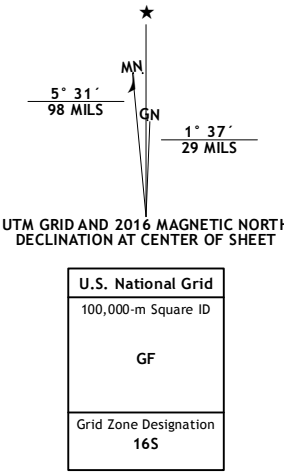 ★
MN
GN
5° 31´
98 MILS
1° 37´
29 MILS
UTM GRID AND 2016 MAGNETIC NORTH
DECLINATION AT CENTER OF SHEET
U.S. National Grid
100,000-m Square ID
GF
Grid Zone Designation
16S